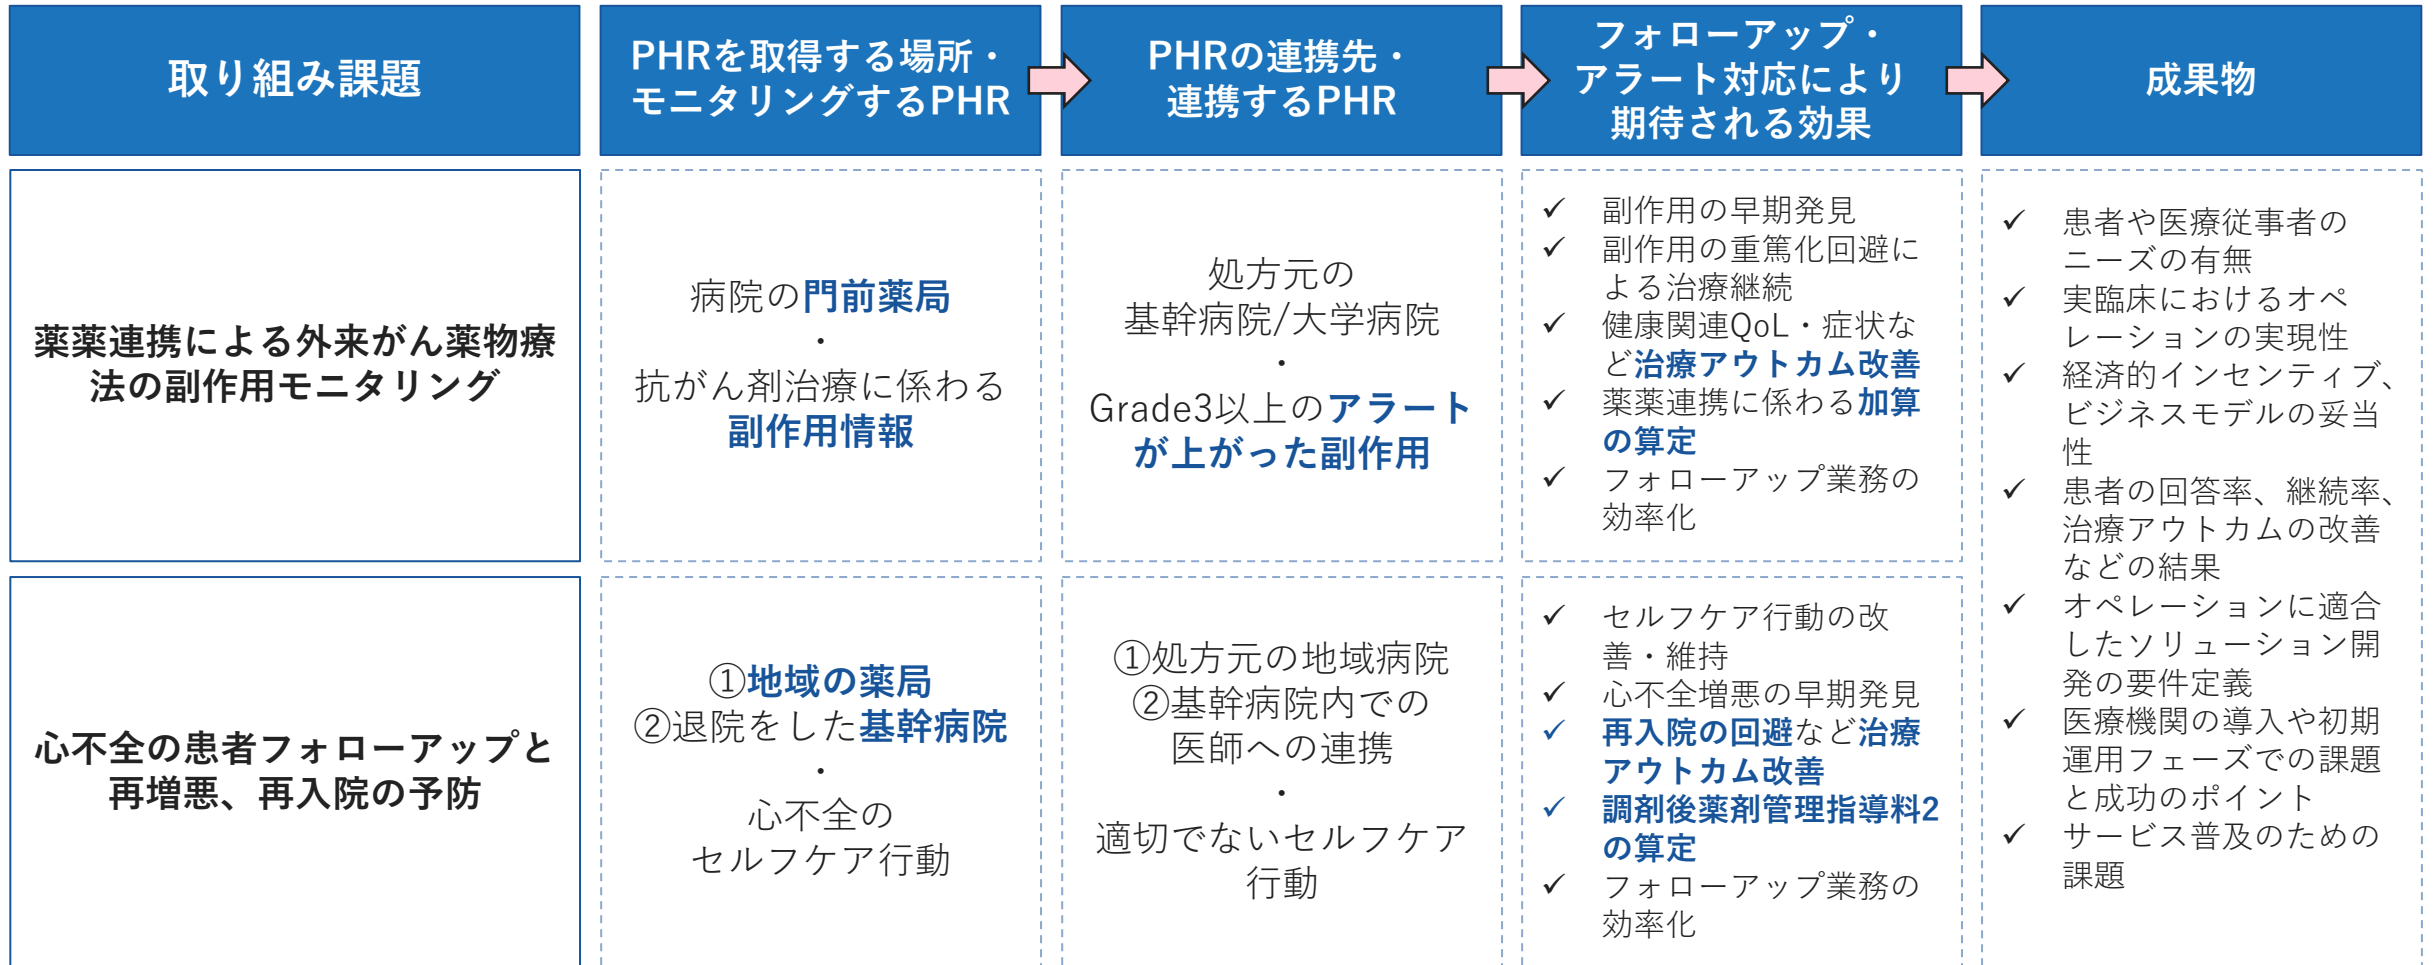 取り組み課題
PHRを取得する場所・
モニタリングするPHR
PHRの連携先・
連携するPHR
フォローアップ・
アラート対応により
期待される効果
成果物
薬薬連携による外来がん薬物療
法の副作用モニタリング
病院の門前薬局
・
抗がん剤治療に係わる
副作用情報
処方元の
基幹病院/大学病院
・
Grade3以上のアラート
が上がった副作用
✓ 副作用の早期発見
✓ 副作用の重篤化回避に
よる治療継続
✓ 健康関連QoL・症状な
ど治療アウトカム改善
✓ 薬薬連携に係わる加算
の算定
✓ フォローアップ業務の
効率化
心不全の患者フォローアップと
再増悪、再入院の予防
①地域の薬局
②退院をした基幹病院
・
心不全の
セルフケア行動
①処方元の地域病院
②基幹病院内での
医師への連携
・
適切でないセルフケア
行動
✓ セルフケア行動の改
善・維持
✓ 心不全増悪の早期発見
✓ 再入院の回避など治療
アウトカム改善
✓ 調剤後薬剤管理指導料2
の算定
✓ フォローアップ業務の
効率化
✓ 患者や医療従事者の
ニーズの有無
✓ 実臨床におけるオペ
レーションの実現性
✓ 経済的インセンティブ、
ビジネスモデルの妥当
性
✓ 患者の回答率、継続率、
治療アウトカムの改善
などの結果
✓ オペレーションに適合
したソリューション開
発の要件定義
✓ 医療機関の導入や初期
運用フェーズでの課題
と成功のポイント
✓ サービス普及のための
課題